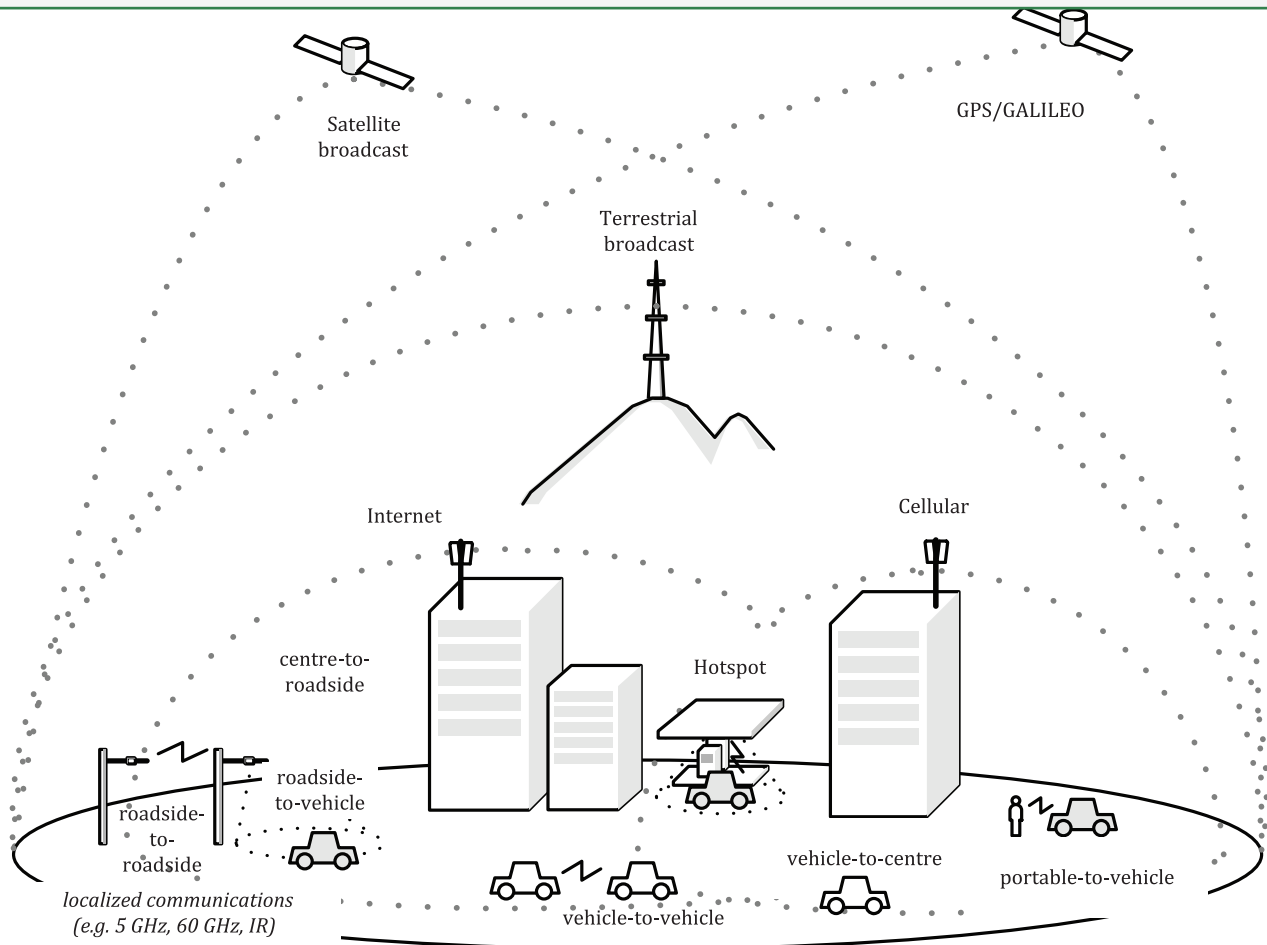 Satellite
broadcast
GPS/GALILEO
Terrestrial
broadcast
Internet
Cellular
centre-to-
roadside
Hotspot
roadside-
to-vehicle
roadside-
to-
roadside
vehicle-to-centre
portable-to-vehicle
localized communications
(e.g. 5 GHz, 60 GHz, IR)
vehicle-to-vehicle